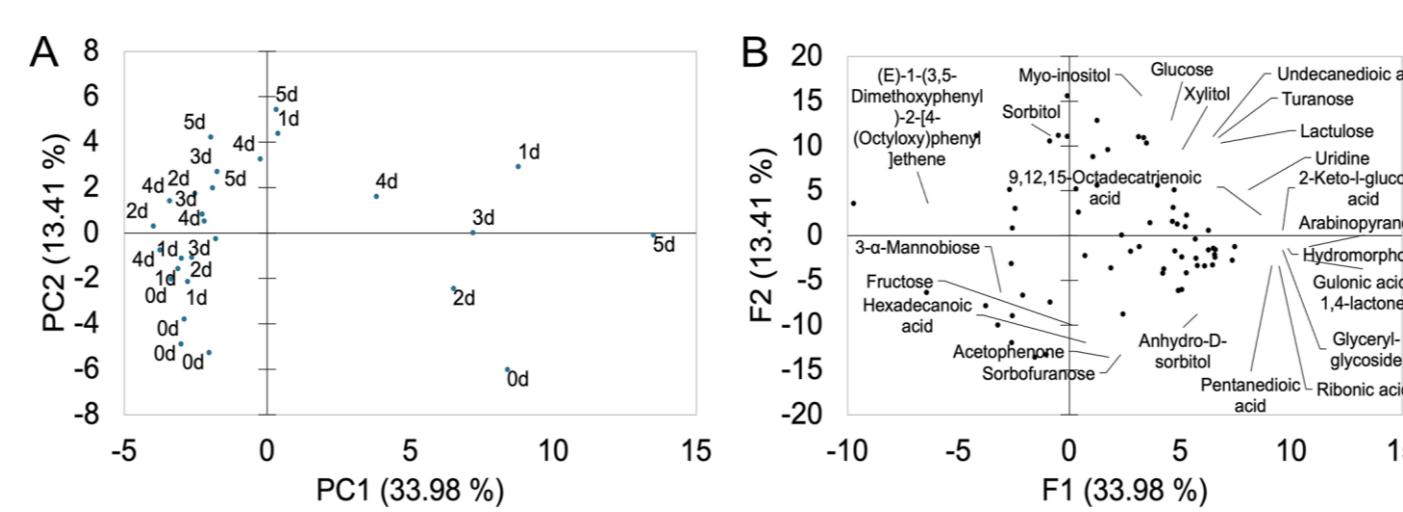 A
8
6
4
2
0
-2
-4
-6
-8
PC2 (13.41 %)
-5
0
5
10
15
PC1 (33.98 %)
5d
1d
5d
4d
3d
1d
2d
5d
4d
4d
3d
2d
4d
3d
1d
3d
5d
4d
2d
1d
0d
1d
2d
0d
0d
0d
0d
B
20
15
10
5
0
-5
-10
-15
-20
F2 (13.41 %)
-10
-5
0
5
10
F1 (33.98 %)
(E)-1-(3,5-
Dimethoxyphenyl
)-2-[4-
(Octyloxy)phenyl
]ethene
Myo-inositol
Glucose
Undecanedioic a
Xylitol
Turanose
Sorbitol
Lactulose
Uridine
9,12,15-Octadecatrienoic
acid
2-Keto-l-gluco
acid
Arabinopyrano
3-α-Mannobiose
Hydromorpho
Fructose
Gulonic acid
1,4-lactone
Hexadecanoic
acid
Anhydro-D-
sorbitol
Glyceryl-
glycoside
Acetophenone
Sorbofuranose
Pentanedioic
acid
Ribonic acid